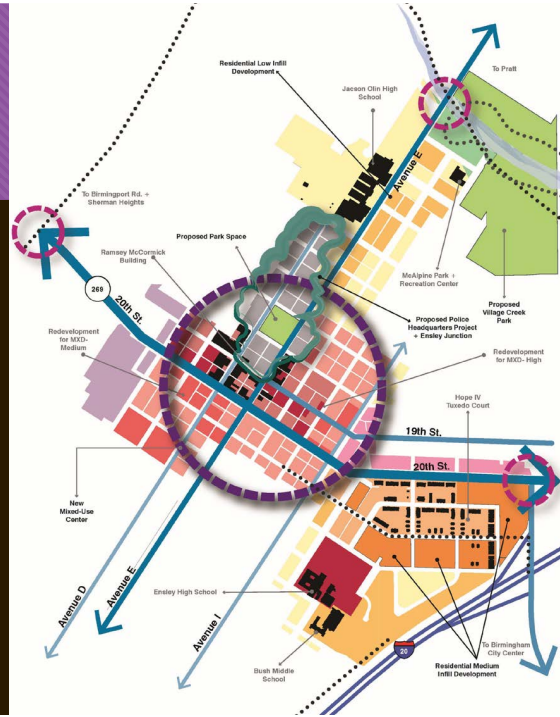 Residential Low Infill
Development
Jacson Olin High
School
To Pratt
Avenue E
To Birmingport Rd. +
Sherman Heights
Proposed Park Space
Ramsey McCormick
Building
McAlpine Park +
Recreation Center
269
20th St.
Proposed
Village Creek
Park
Proposed Police
Headquarters Project
+ Ensley Junction
Redevelopment
for MXD-
Medium
Redevelopment
for MXD- High
Hope IV
Tuxedo Court
19th St.
20th St.
New
Mixed-Use
Center
Avenue D
Avenue E
Avenue I
Ensley High School
Bush Middle
School
20
To Birmingham
City Center
Residential Medium
Infill Development